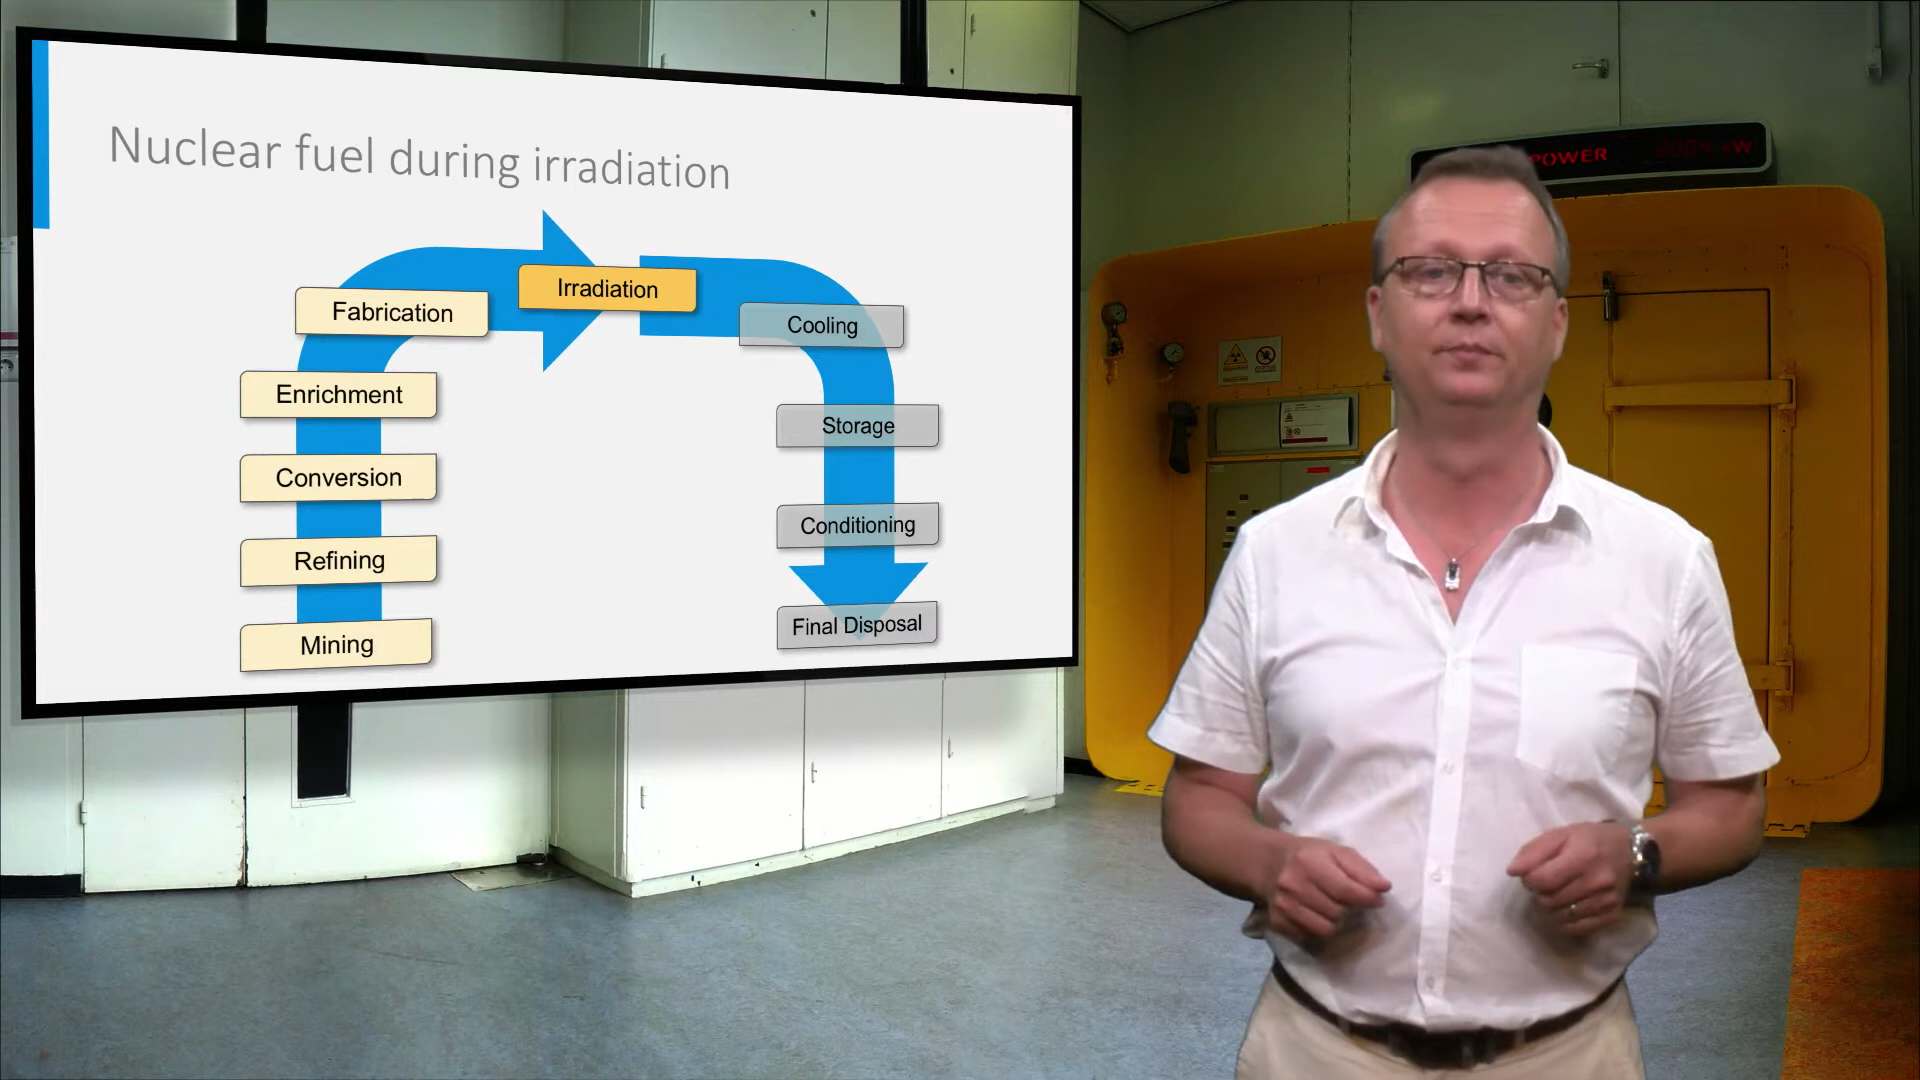 Nuclear fuel during irradiation
Irradiation
Fabrication
Cooling
Enrichment
Storage
Conversion
Conditioning
Refining
Final Disposal
Mining
POWER